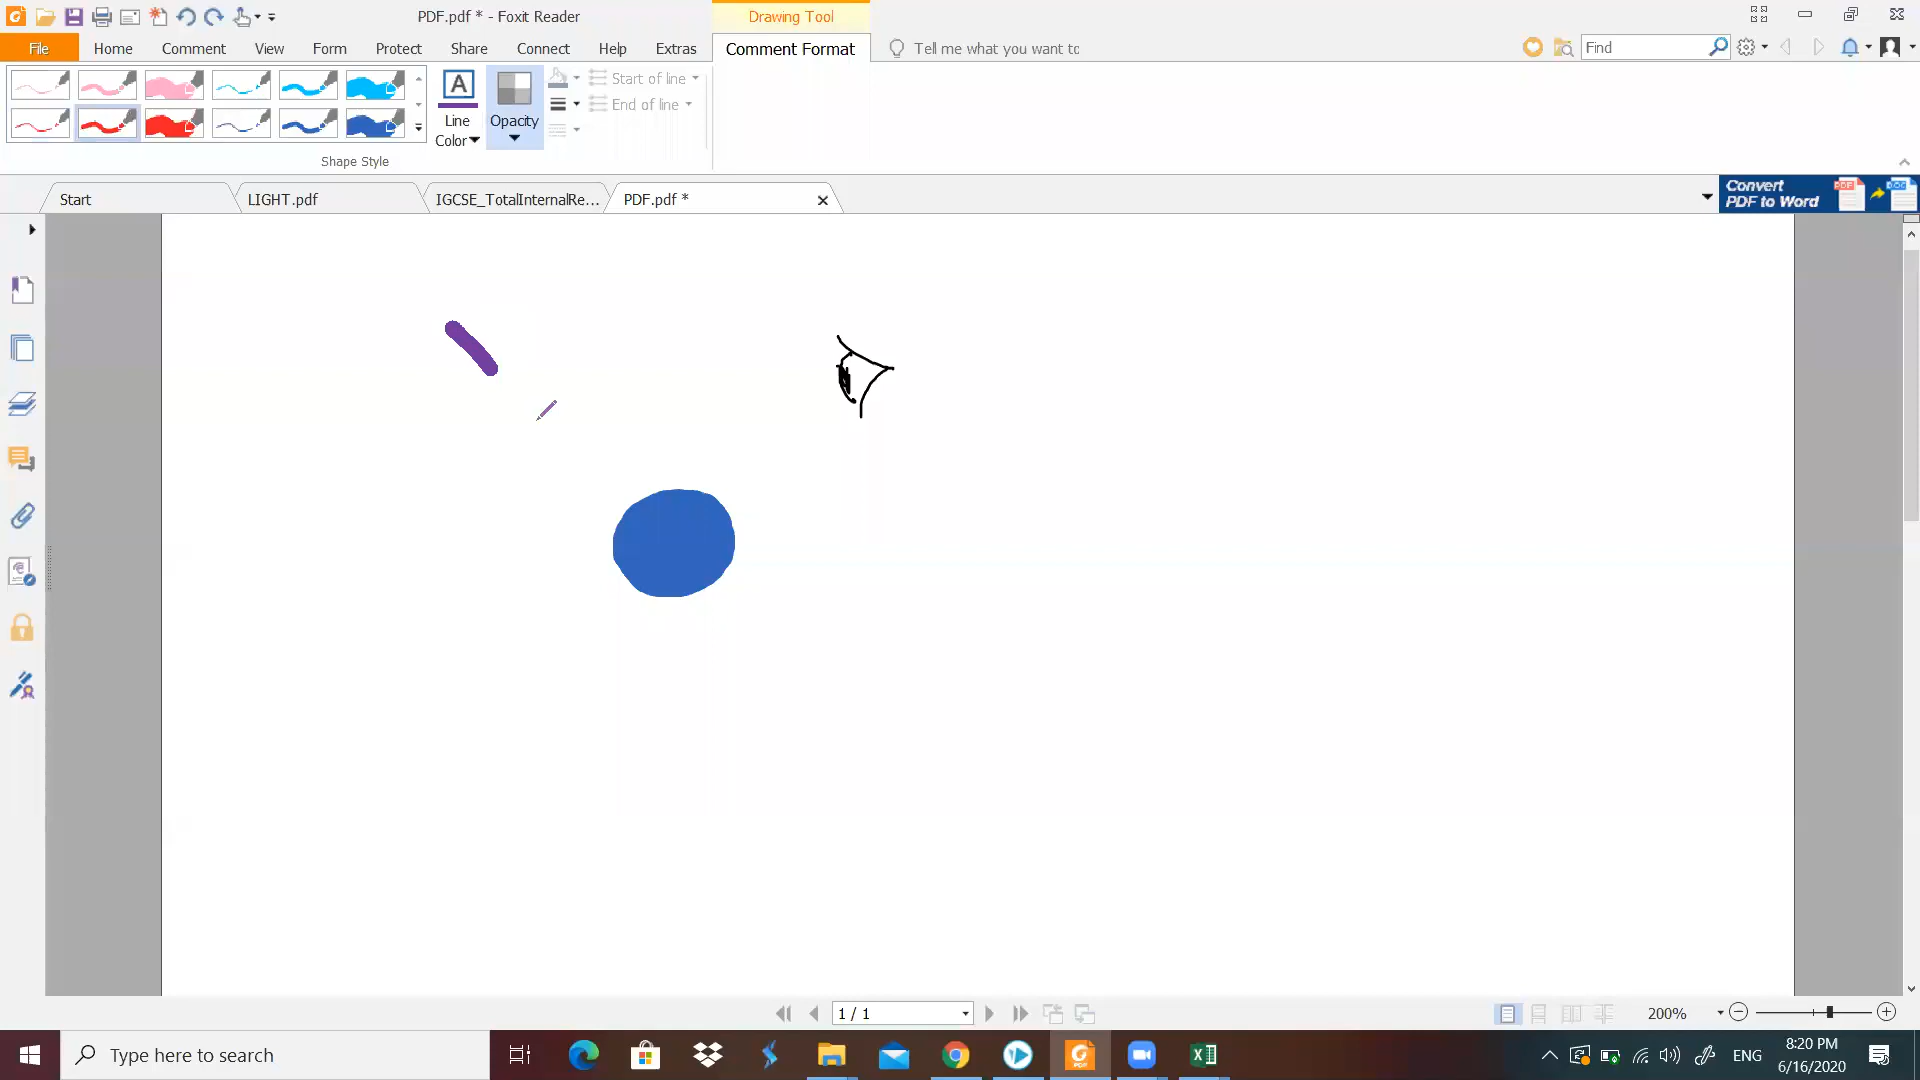 PDF.pdf * - Foxit Reader
Drawing Tool
File Home Comment View Form Protect Share Connect Help Extras Comment Format Tell me what you want to Find
Start of line
End of line
A
Line Color
Opacity
Shape Style
Start LIGHT.pdf IGCSE_TotalInternalRe... PDF.pdf *
Convert
PDF to Word
PDF DOC
1 / 1
200%
Type here to search
ENG
8:20 PM
6/16/2020